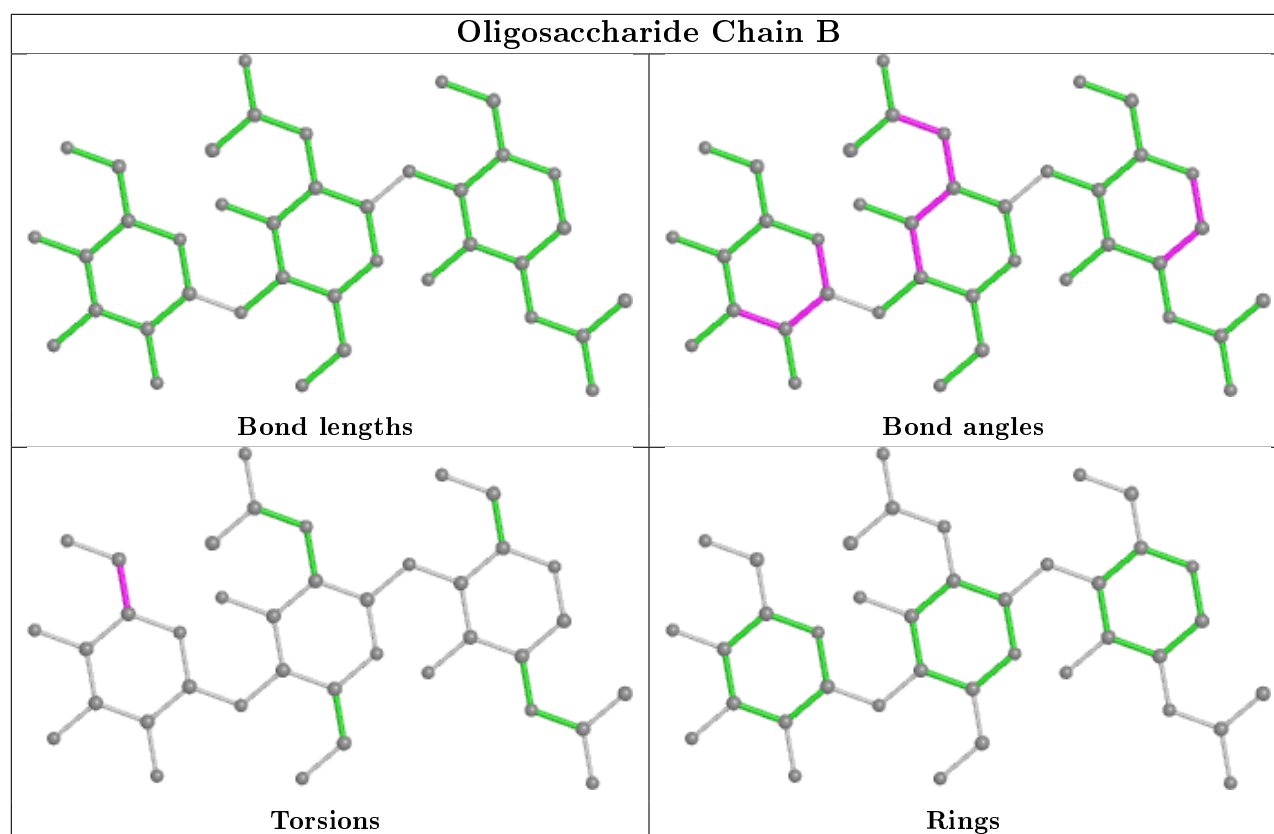 Oligosaccharide Chain B
Bond lengths
Bond angles
Torsions
Rings